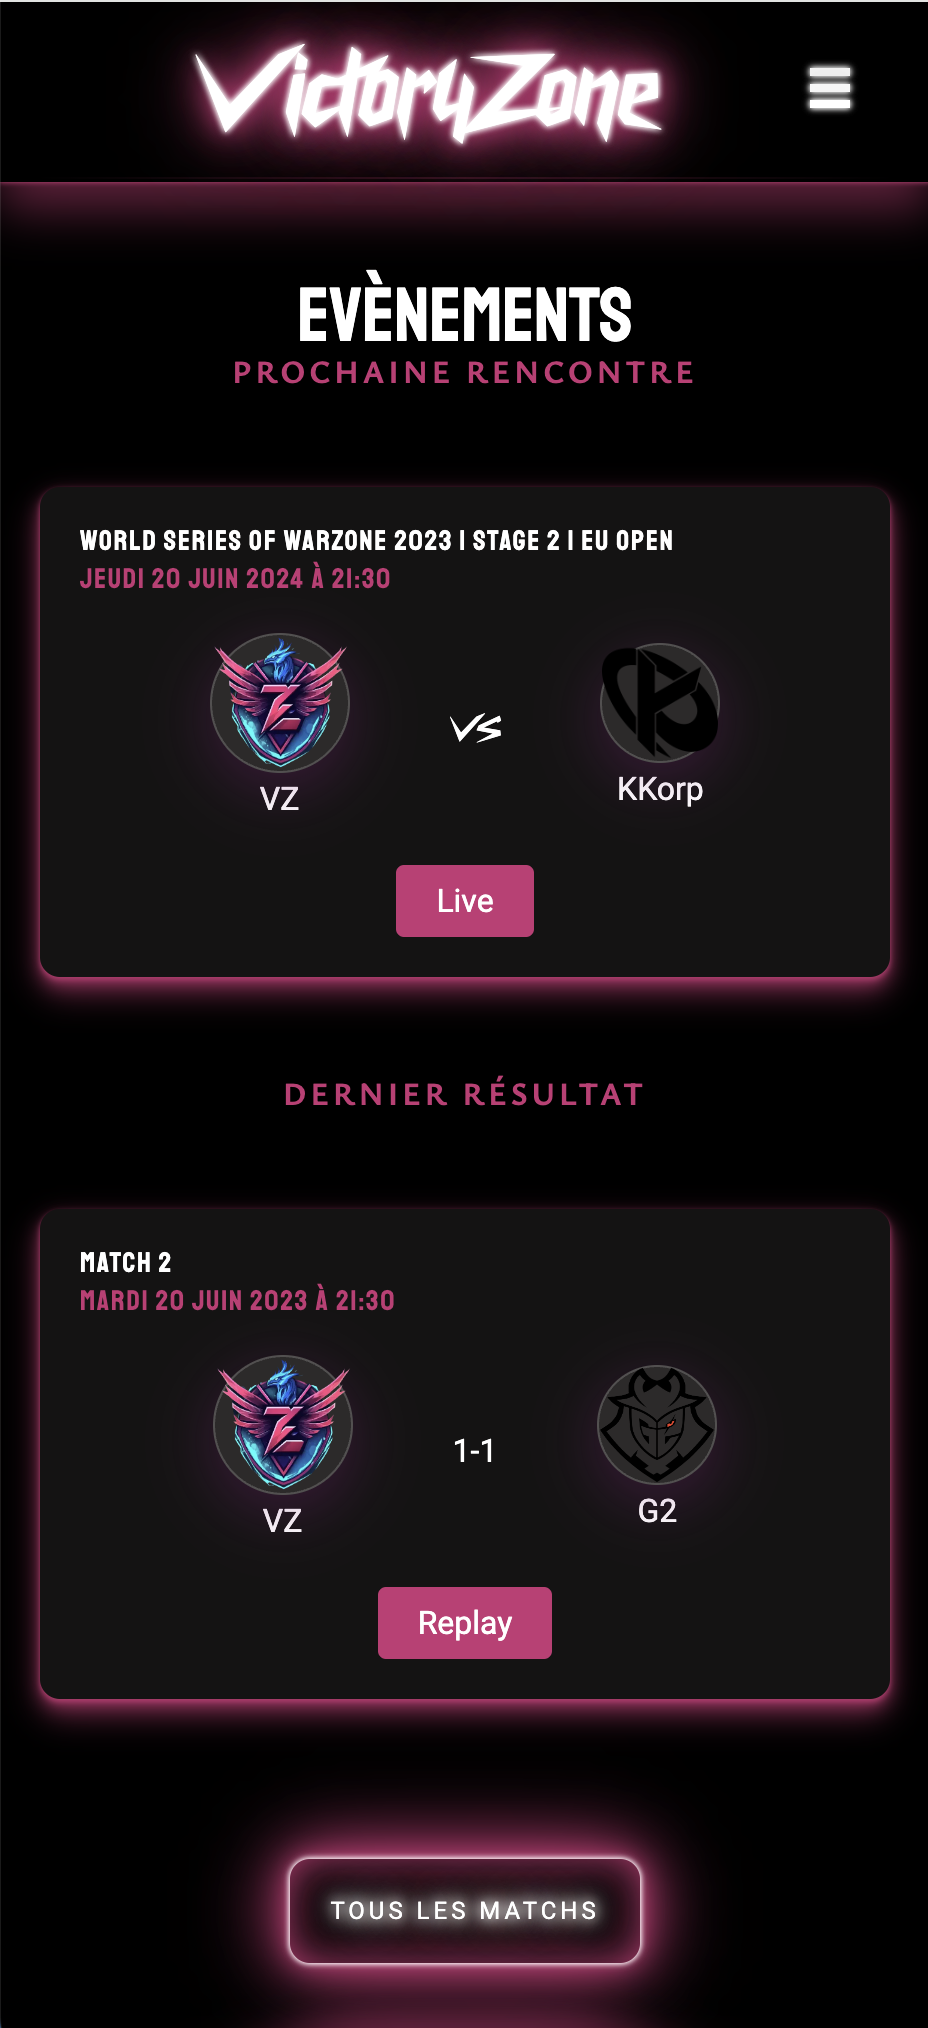 VictoryZone
EVÈNEMENTS
PROCHAINE RENCONTRE
WORLD SERIES OF WARZONE 2023 | STAGE 2 | EU OPEN
JEUDI 20 JUIN 2024 À 21:30
Z
K
VS
VZ
KKorp
Live
DERNIER RÉSULTAT
MATCH 2
MARDI 20 JUIN 2023 À 21:30
Z
G2
1-1
VZ
G2
Replay
TOUS LES MATCHS